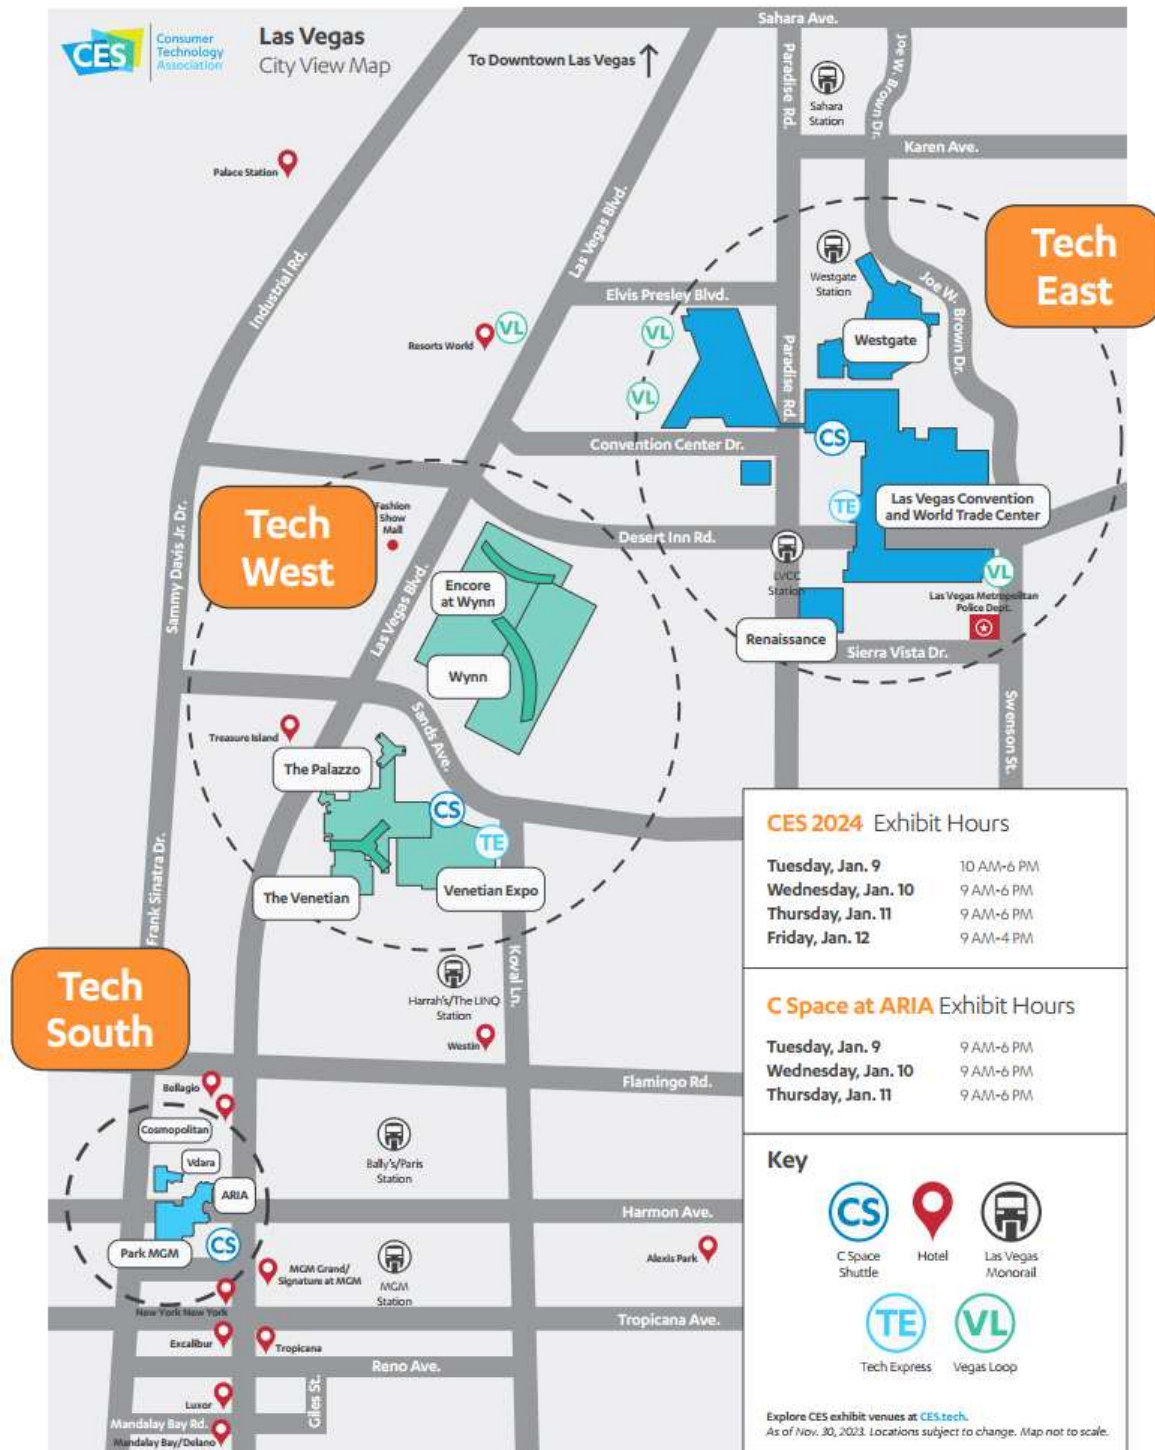 CES
Consumer
Technology
Association
Las Vegas
City View Map
To Downtown Las Vegas
Sahara Ave.
Paradise Rd.
Joe W. Brown Dr.
Sahara
Station
Karen Ave.
Palace Station
Industrial Rd.
Las Vegas Blvd.
Tech
East
Westgate
Station
Joe W. Brown Dr.
Elvis Presley Blvd.
Resorts World
VL
VL
VL
Westgate
Paradise Rd.
CS
Convention Center Dr.
TE
Las Vegas Convention
and World Trade Center
Tech
West
Fashion
Show
Mall
Sammy Davis Jr. Dr.
Desert Inn Rd.
LVCC
Station
VL
Las Vegas Metropolitan
Police Dept.
Encore
at Wynn
Las Vegas Blvd.
Renaissance
Sierra Vista Dr.
Wynn
Swenson St.
Sands Ave.
Treasure Island
The Palazzo
CS
TE
The Venetian
Venetian Expo
Frank Sinatra Dr.
Koval Ln.
Tech
South
Harrah's/The LINQ
Station
Westin
Flamingo Rd.
Bellagio
Cosmopolitan
Vdara
ARIA
Bally's/Paris
Station
Harmon Ave.
Park MGM
CS
MGM Grand/
Signature at MGM
MGM
Station
Alexis Park
New York New York
Tropicana Ave.
Excalibur
Tropicana
Reno Ave.
Luxor
Giles St.
Mandalay Bay Rd.
Mandalay Bay/Delano
CES 2024 Exhibit Hours
Tuesday, Jan. 9 10 AM-6 PM
Wednesday, Jan. 10 9 AM-6 PM
Thursday, Jan. 11 9 AM-6 PM
Friday, Jan. 12 9 AM-4 PM
C Space at ARIA Exhibit Hours
Tuesday, Jan. 9 9 AM-6 PM
Wednesday, Jan. 10 9 AM-6 PM
Thursday, Jan. 11 9 AM-6 PM
Key
CS
C Space
Shuttle
Hotel
Las Vegas
Monorail
TE
Tech Express
VL
Vegas Loop
Explore CES exhibit venues at CES.tech.
As of Nov. 30, 2023. Locations subject to change. Map not to scale.